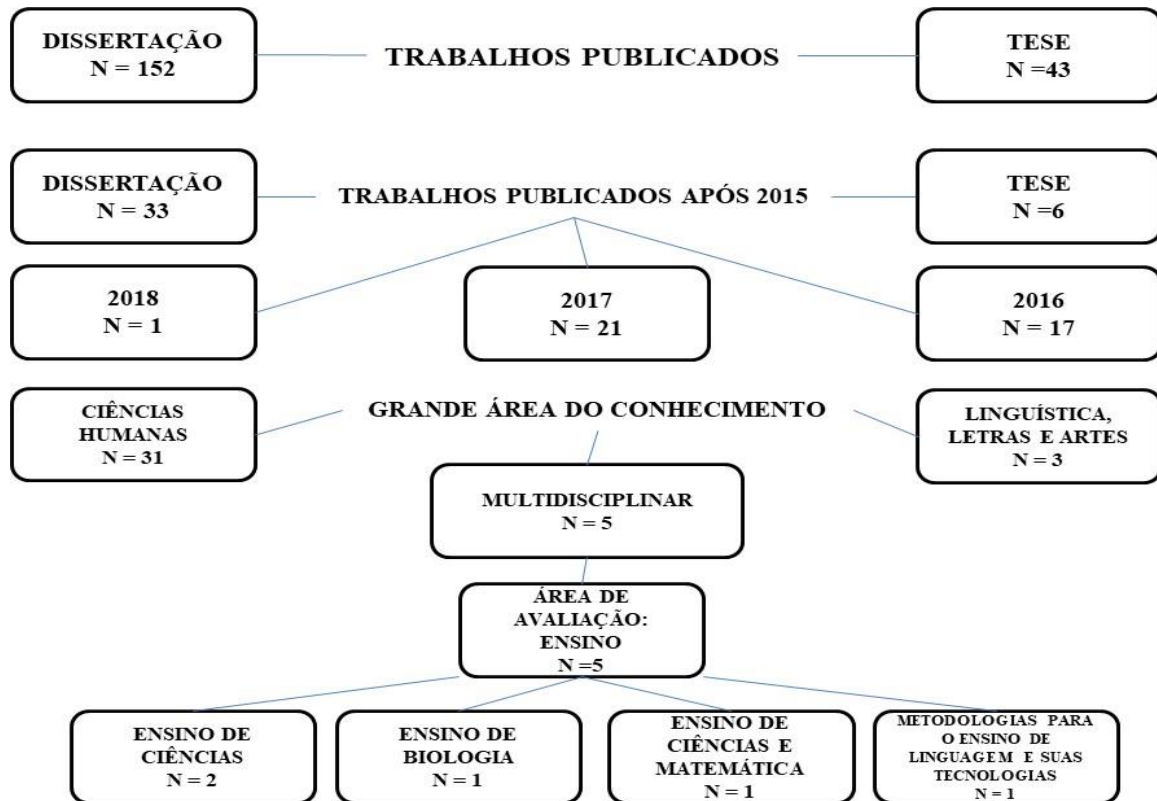 DISSERTAÇÃO
N = 152
TRABALHOS PUBLICADOS
TESE
N =43
DISSERTAÇÃO
N = 33
TRABALHOS PUBLICADOS APÓS 2015
TESE
N =6
2018
N = 1
2017
N = 21
2016
N = 17
CIÊNCIAS
HUMANAS
N = 31
GRANDE ÁREA DO CONHECIMENTO
LINGUÍSTICA,
LETRAS E ARTES
N = 3
MULTIDISCIPLINAR
N = 5
ÁREA DE
AVALIAÇÃO:
ENSINO
N =5
ENSINO DE
CIÊNCIAS
N = 2
ENSINO DE
BIOLOGIA
N = 1
ENSINO DE
CIÊNCIAS E
MATEMÁTICA
N = 1
METODOLOGIAS PARA
O ENSINO DE
LINGUAGEM E SUAS
TECNOLOGIAS
N = 1